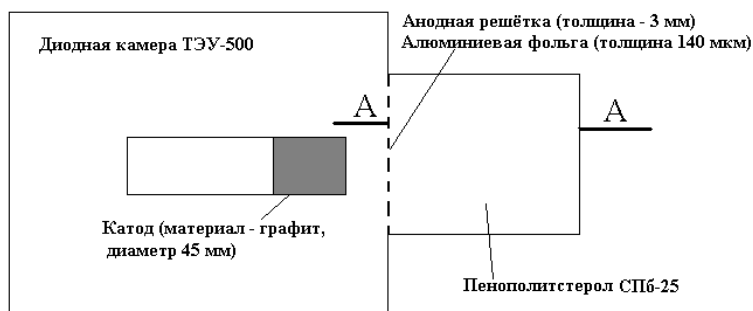 Диодная камера ТЭУ-500
Анодная решётка (толщина - 3 мм)
Алюминиевая фольга (толщина 140 мкм)
А
А
Катод (материал - графит,
диаметр 45 мм)
Пенополитстерол СПб-25